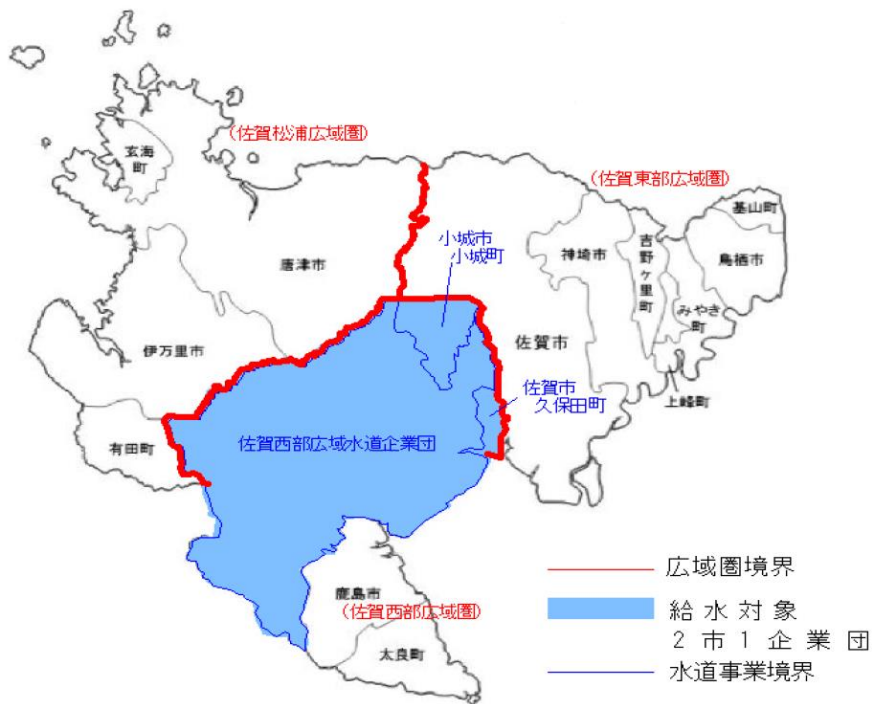 (佐賀松浦広域圏)
玄海
町
(佐賀東部広域圏)
基山町
小城市
小城町
神埼市
吉野ヶ里町
鳥栖市
唐津市
みやき
町
伊万里市
佐賀市
上峰町
佐賀市
久保田町
有田町
佐賀西部広域水道企業団
広域圏境界
鹿島市
(佐賀西部広域圏)
給水対象
2市1企業団
太良町
水道事業境界